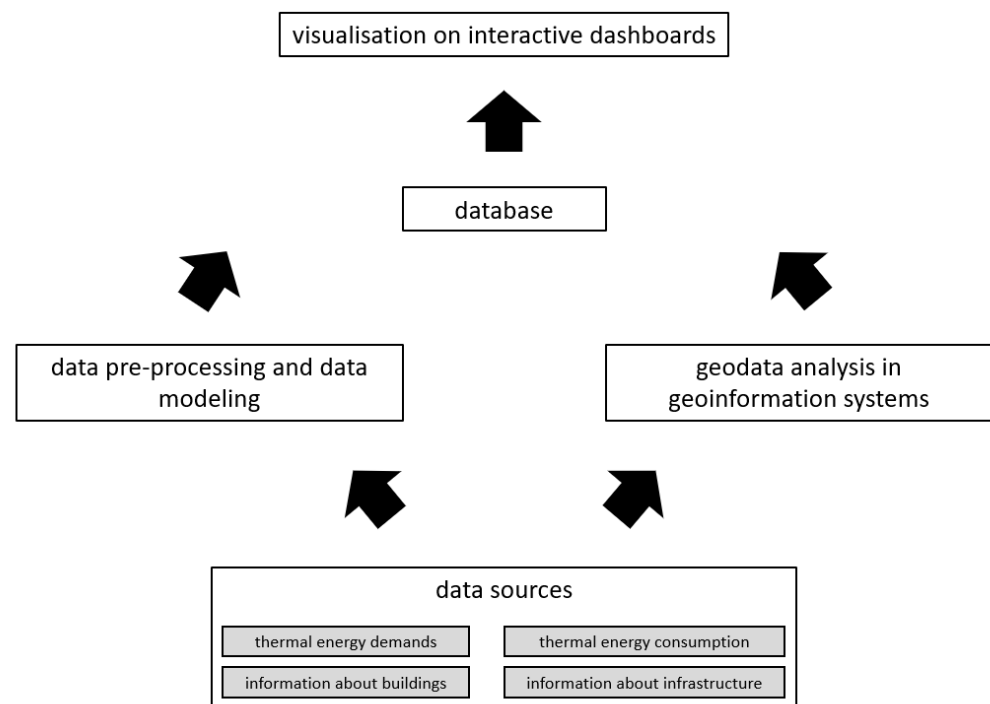 visualisation on interactive dashboards
database
data pre-processing and data
modeling
geodata analysis in
geoinformation systems
data sources
thermal energy demands
thermal energy consumption
information about buildings
information about infrastructure